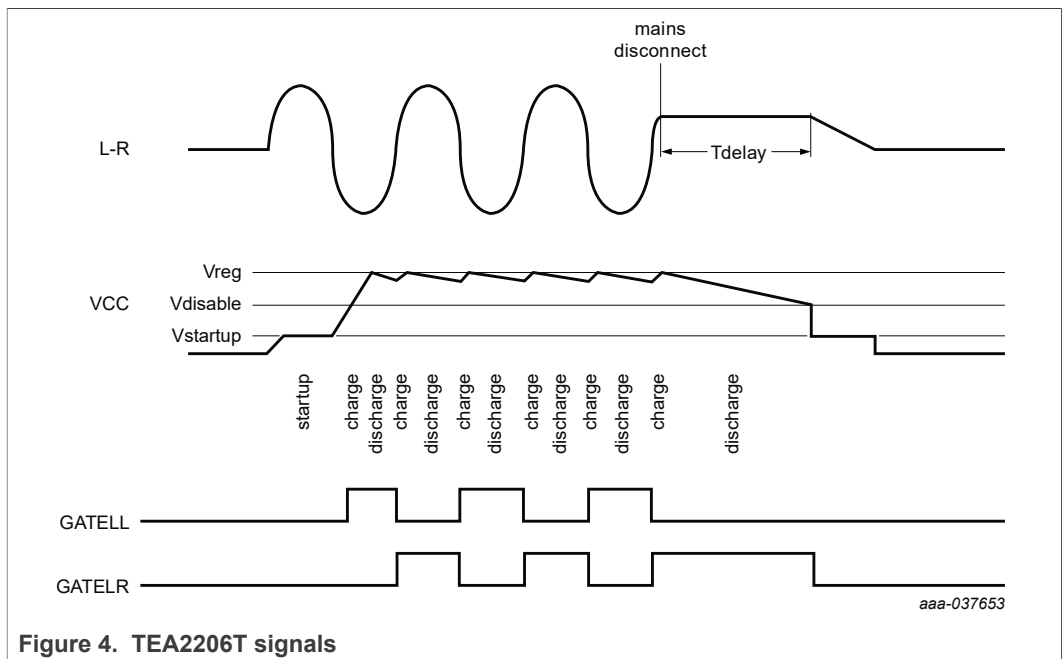 mains
disconnect
L-R
Tdelay
Vreg
VCC
Vdisable
Vstartup
startup
charge
discharge
charge
discharge
charge
discharge
charge
discharge
charge
discharge
charge
discharge
GATELL
GATELR
aaa-037653
Figure 4. TEA2206T signals